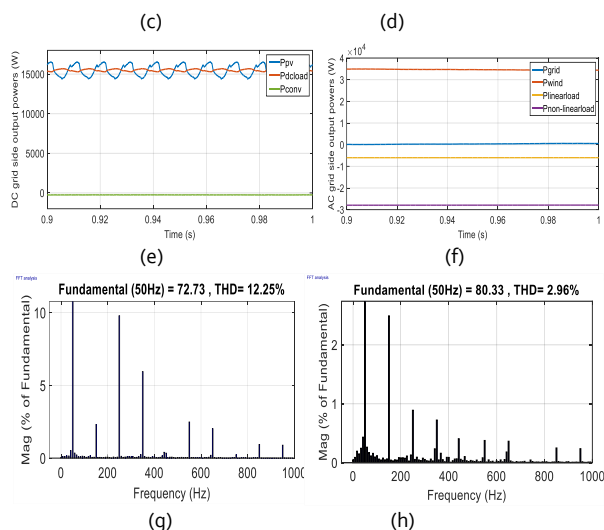 (c)
(d)
DC grid side output powers (W)
15000
10000
5000
0
Ppv
Pdcload
Pconv
0.9
0.92
0.94
0.96
0.98
1
Time (s)
AC grid side output powers (W)
×10⁴
4
3
2
1
0
-1
-2
-3
Pgrid
Pwind
Plinearload
Pnon-linearload
0.9
0.92
0.94
0.96
0.98
1
Time (s)
(e)
(f)
FFT analysis
Fundamental (50Hz) = 72.73 , THD= 12.25%
Mag (% of Fundamental)
10
5
0
0
200
400
600
800
1000
Frequency (Hz)
FFT analysis
Fundamental (50Hz) = 80.33 , THD= 2.96%
Mag (% of Fundamental)
2
1
0
0
200
400
600
800
1000
Frequency (Hz)
(g)
(h)